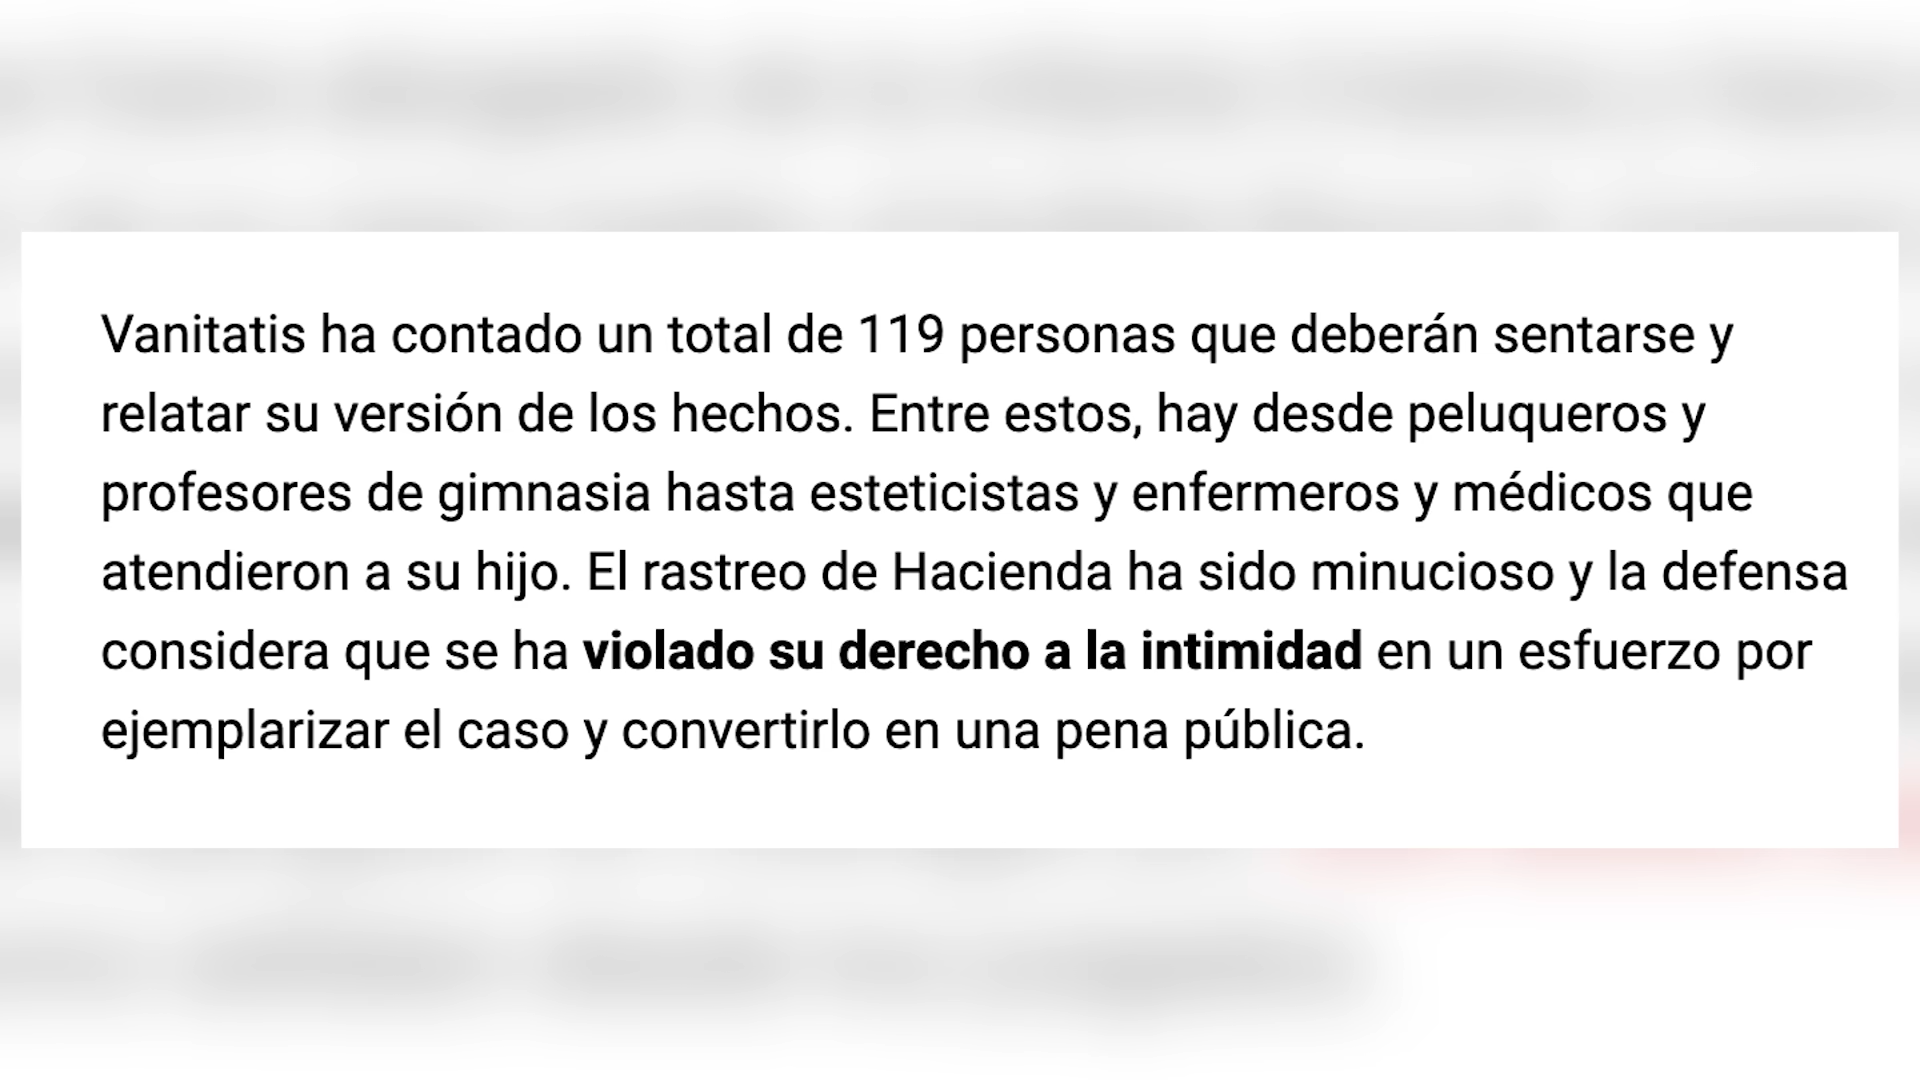 Vanitatis ha contado un total de 119 personas que deberán sentarse y
relatar su versión de los hechos. Entre estos, hay desde peluqueros y
profesores de gimnasia hasta esteticistas y enfermeros y médicos que
atendieron a su hijo. El rastreo de Hacienda ha sido minucioso y la defensa
considera que se ha violado su derecho a la intimidad en un esfuerzo por
ejemplarizar el caso y convertirlo en una pena pública.